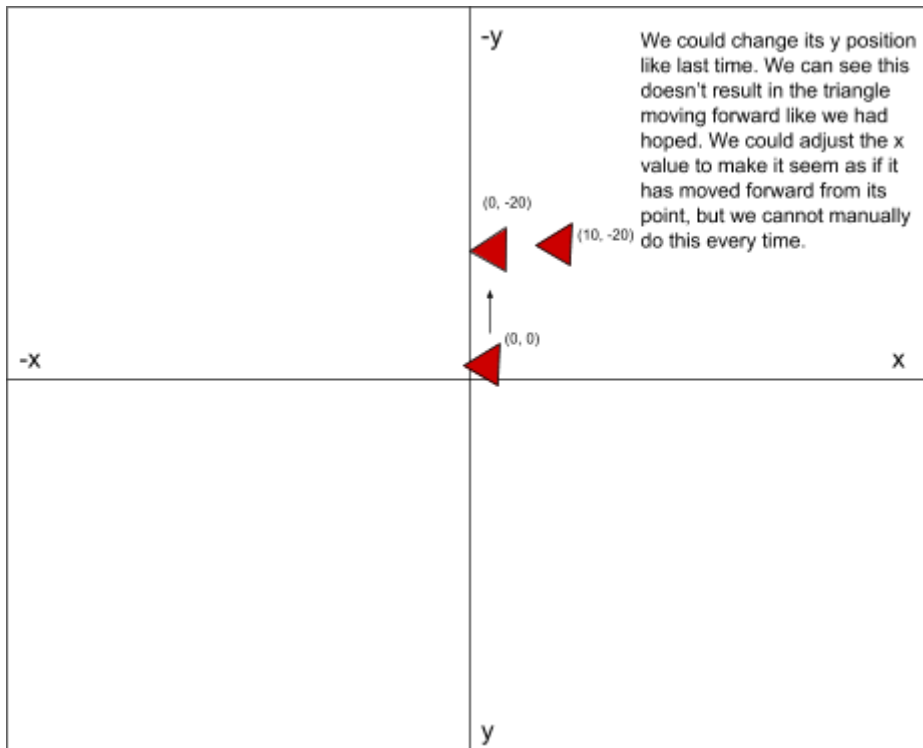 -y
We could change its y position
like last time. We can see this
doesn't result in the triangle
moving forward like we had
hoped. We could adjust the x
value to make it seem as if it
has moved forward from its
point, but we cannot manually
do this every time.
(0, -20)
(10, -20)
(0, 0)
-x
x
y